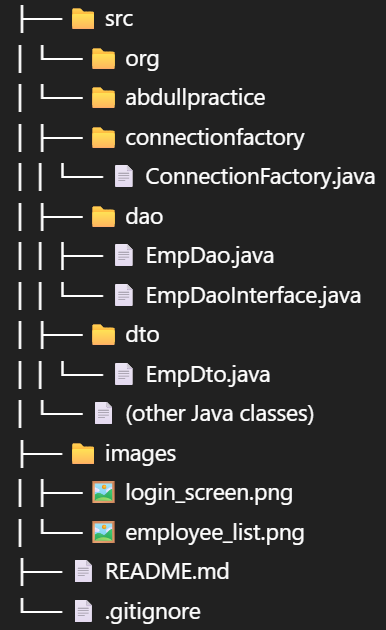 ├── 📁 src
│ └── 📁 org
│ └── 📁 abdullpractice
│ ├── 📁 connectionfactory
│ │ └── 📄 ConnectionFactory.java
│ ├── 📁 dao
│ │ ├── 📄 EmpDao.java
│ │ └── 📄 EmpDaoInterface.java
│ ├── 📁 dto
│ │ └── 📄 EmpDto.java
│ └── 📄 (other Java classes)
├── 📁 images
│ ├── 🖼️ login_screen.png
│ └── 🖼️ employee_list.png
├── 📄 README.md
└── 📄 .gitignore